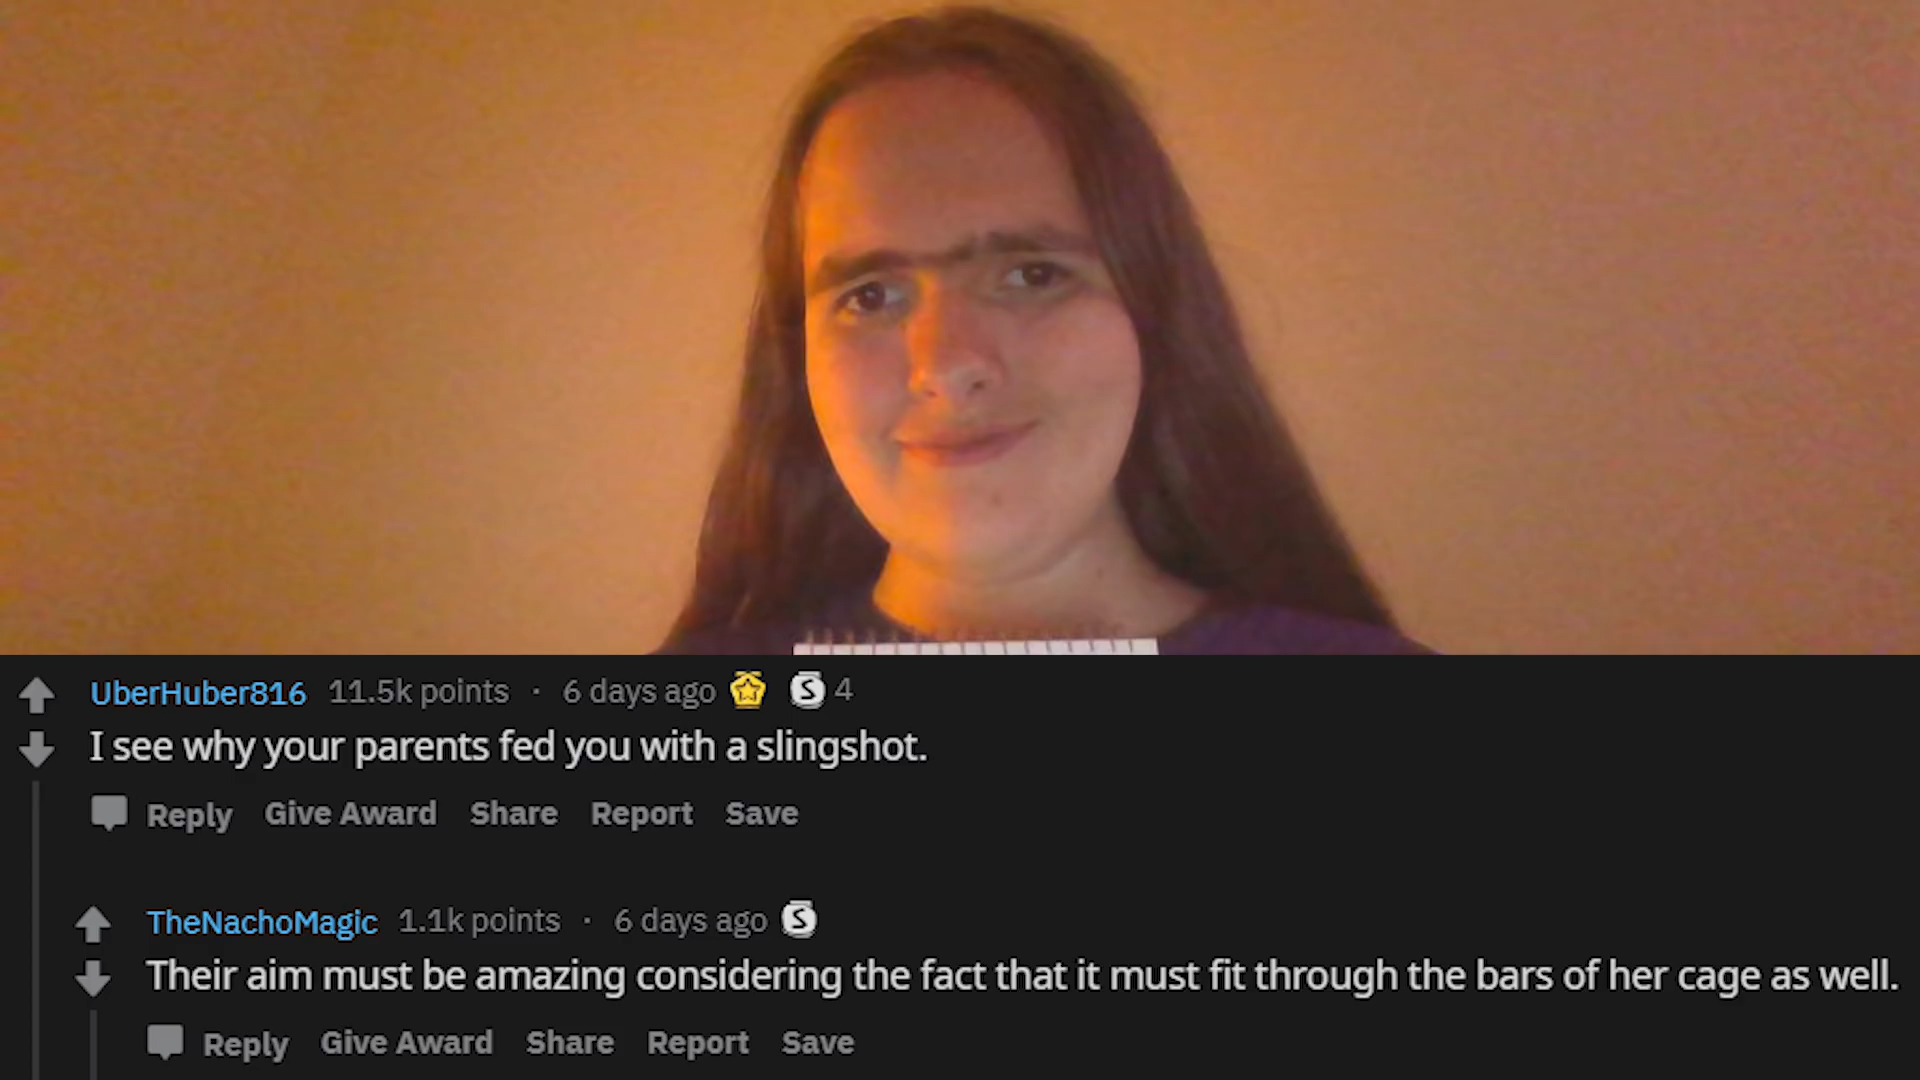 UberHuber816 11.5k points · 6 days ago S 4
I see why your parents fed you with a slingshot.
Reply Give Award Share Report Save
TheNachoMagic 1.1k points · 6 days ago S
Their aim must be amazing considering the fact that it must fit through the bars of her cage as well.
Reply Give Award Share Report Save